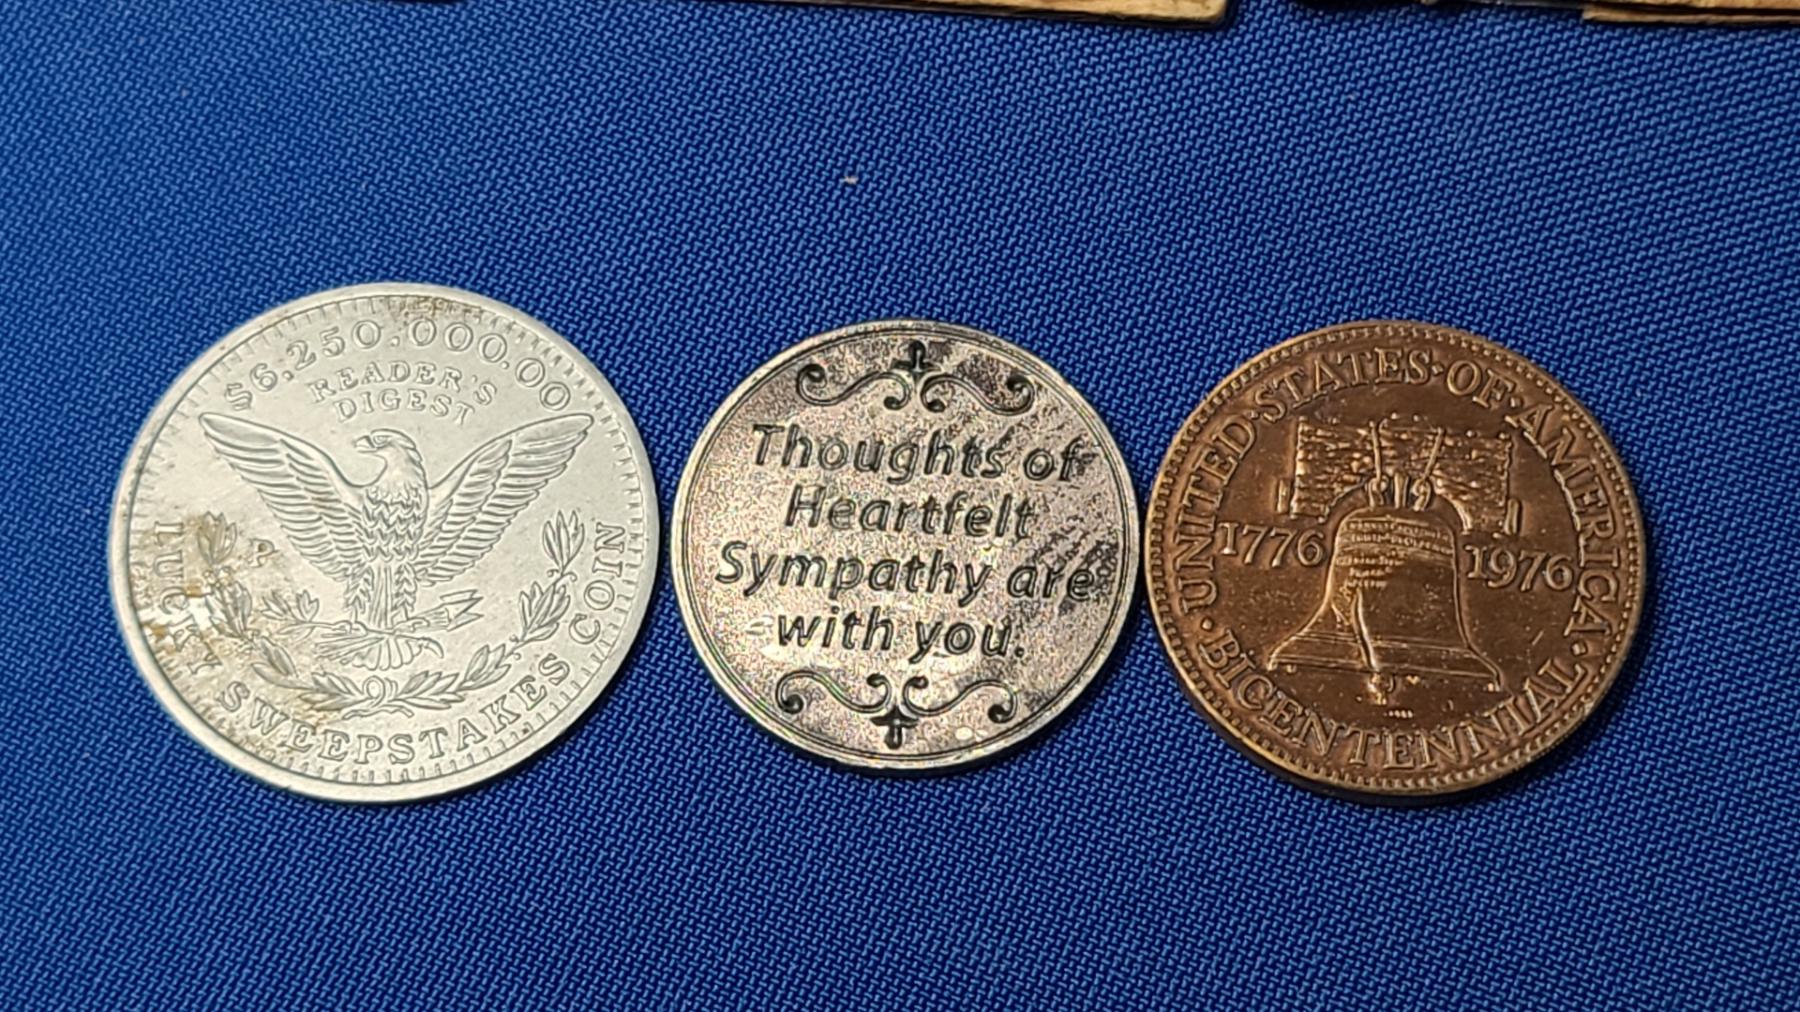 $6,250,000.00
READER'S
DIGEST
LUCKY SWEEPSTAKES COIN
Thoughts of
Heartfelt
Sympathy are
with you.
UNITED·STATES·OF·AMERICA
1776 1976
·BICENTENNIAL·